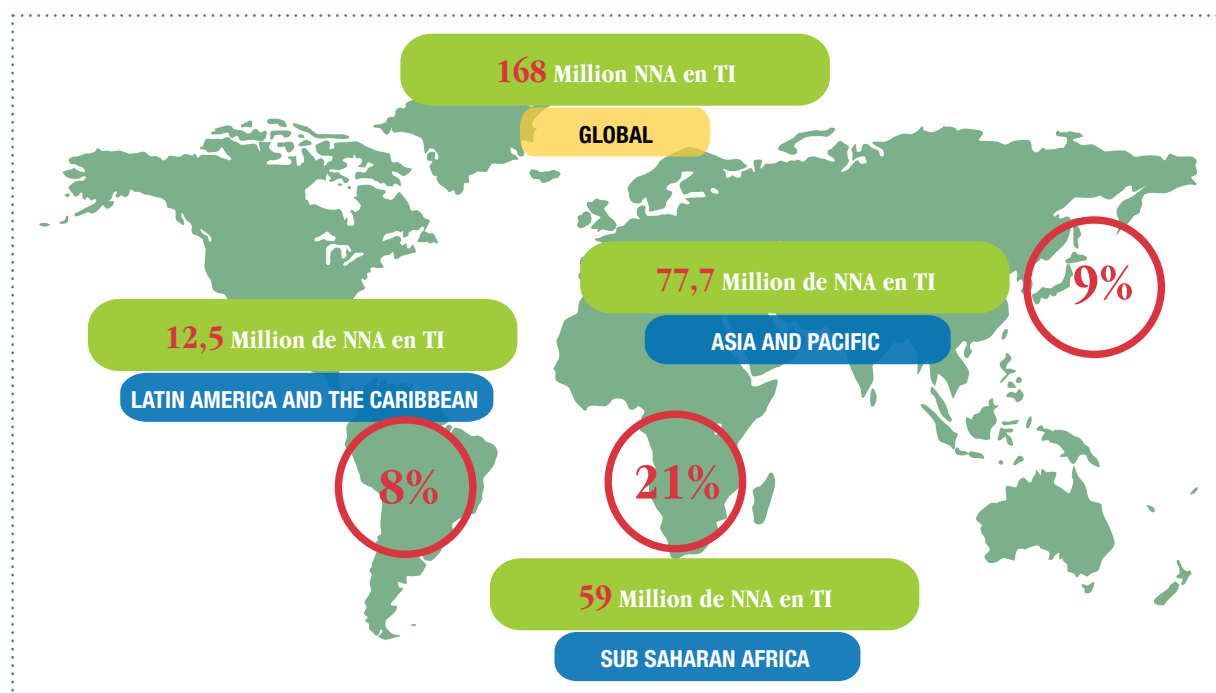 168 Million NNA en TI
GLOBAL
77,7 Million de NNA en TI
ASIA AND PACIFIC
9%
12,5 Million de NNA en TI
LATIN AMERICA AND THE CARIBBEAN
8%
21%
59 Million de NNA en TI
SUB SAHARAN AFRICA